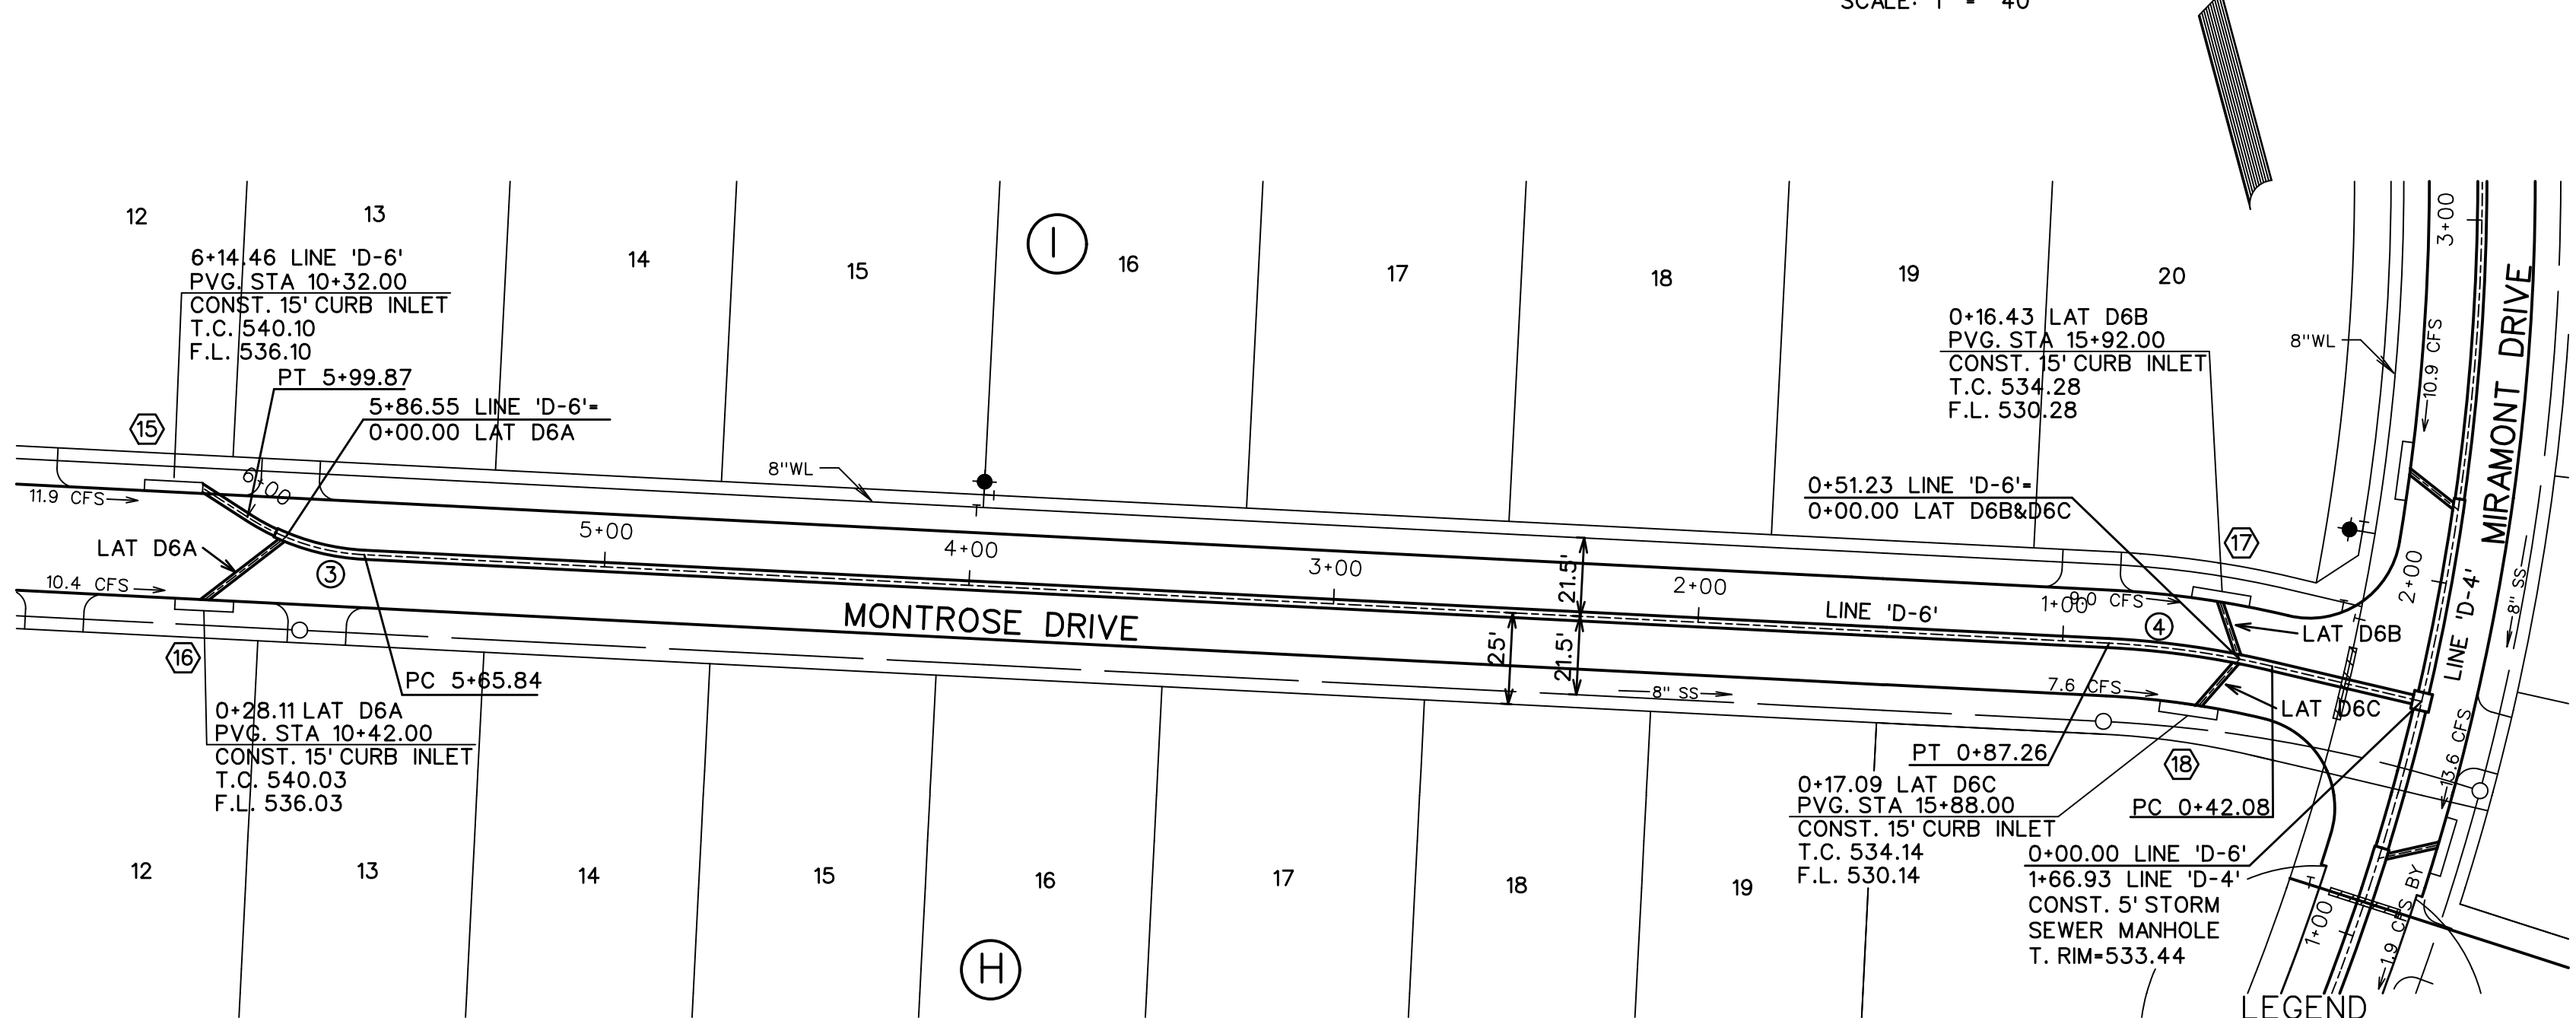 SCALE: 1" = 40'
12
13
14
15
I
16
17
18
19
20
6+14.46 LINE 'D-6'
PVG. STA 10+32.00
CONST. 15' CURB INLET
T.C. 540.10
F.L. 536.10
PT 5+99.87
5+86.55 LINE 'D-6'=
0+00.00 LAT D6A
15
11.9 CFS
6+00
8"WL
0+16.43 LAT D6B
PVG. STA 15+92.00
CONST. 15' CURB INLET
T.C. 534.28
F.L. 530.28
8"WL
10.9 CFS
3+00
MIRAMONT DRIVE
0+51.23 LINE 'D-6'=
0+00.00 LAT D6B&D6C
17
LAT D6A
3
10.4 CFS
16
5+00
4+00
3+00
2+00
1+00
9.0 CFS
MONTROSE DRIVE
LINE 'D-6'
4
LAT D6B
2+00
LINE 'D-4'
8" SS
21.5'
25'
21.5'
8" SS
7.6 CFS
LAT D6C
PC 5+65.84
0+28.11 LAT D6A
PVG. STA 10+42.00
CONST. 15' CURB INLET
T.C. 540.03
F.L. 536.03
PT 0+87.26
18
PC 0+42.08
13.6 CFS
0+17.09 LAT D6C
PVG. STA 15+88.00
CONST. 15' CURB INLET
T.C. 534.14
F.L. 530.14
0+00.00 LINE 'D-6'
1+66.93 LINE 'D-4'
CONST. 5' STORM
SEWER MANHOLE
T. RIM=533.44
12
13
14
15
16
17
18
19
H
1+00
1.9 CFS BY
LEGEND